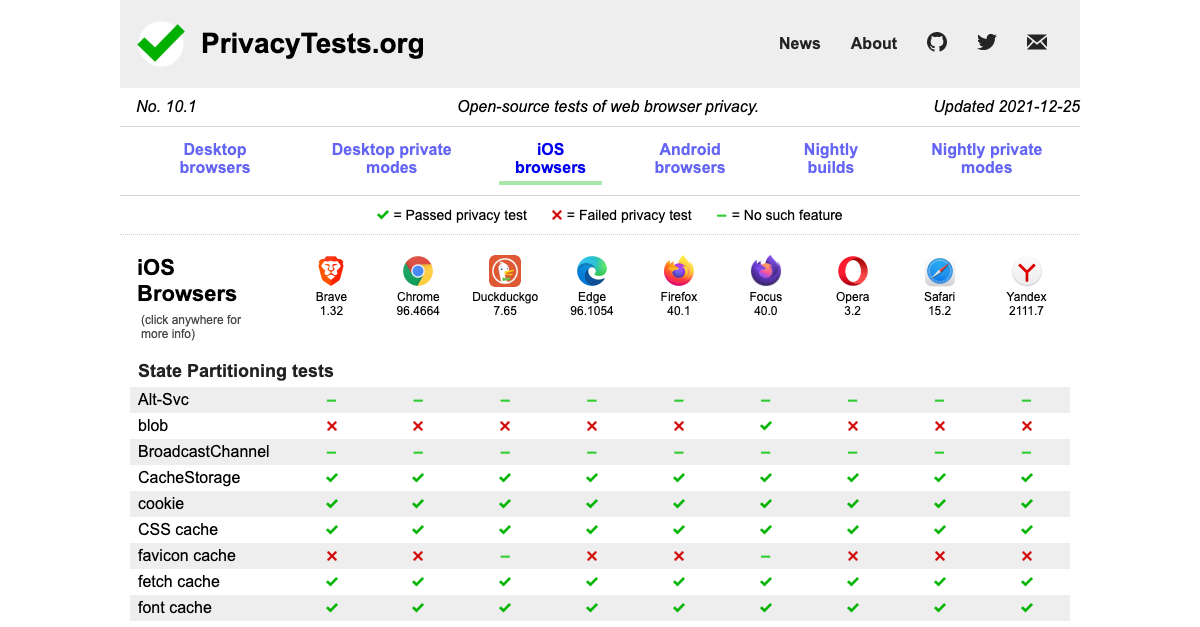 PrivacyTests.org
News About
No. 10.1 Open-source tests of web browser privacy. Updated 2021-12-25
Desktop browsers Desktop private modes iOS browsers Android browsers Nightly builds Nightly private modes
= Passed privacy test = Failed privacy test = No such feature
iOS Browsers
(click anywhere for more info)
Brave 1.32
Chrome 96.4664
Duckduckgo 7.65
Edge 96.1054
Firefox 40.1
Focus 40.0
Opera 3.2
Safari 15.2
Yandex 2111.7
State Partitioning tests
Alt-Svc
blob
BroadcastChannel
CacheStorage
cookie
CSS cache
favicon cache
fetch cache
font cache